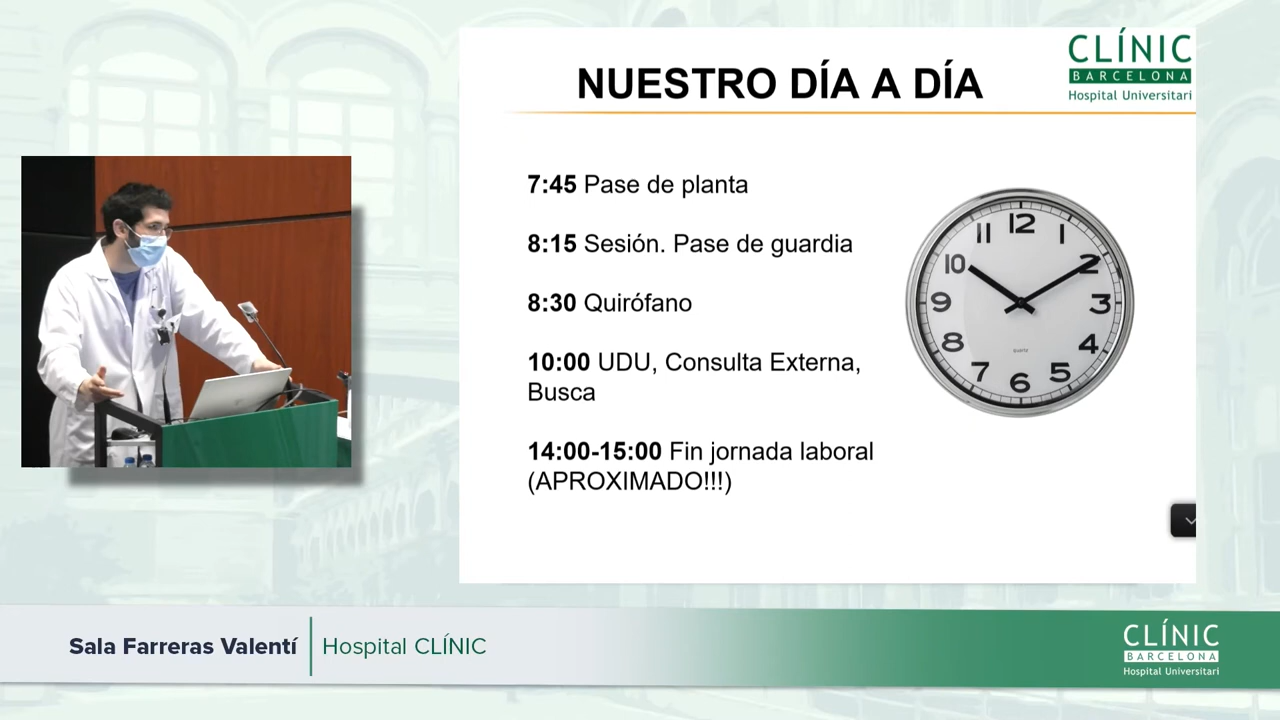 CLÍNIC
BARCELONA
Hospital Universitari
NUESTRO DÍA A DÍA
7:45 Pase de planta
8:15 Sesión. Pase de guardia
8:30 Quirófano
10:00 UDU, Consulta Externa,
Busca
14:00-15:00 Fin jornada laboral
(APROXIMADO!!!)
12
1
2
3
4
5
6
7
8
9
10
11
Sala Farreras Valentí
Hospital CLÍNIC
CLÍNIC
BARCELONA
Hospital Universitari